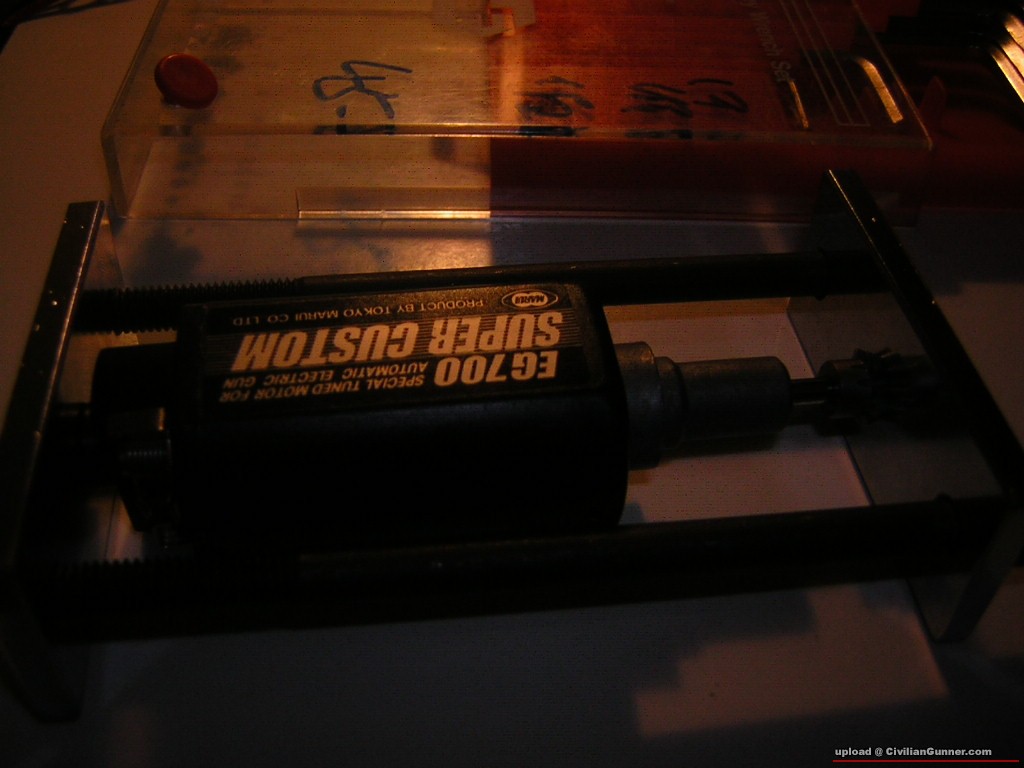 MARUI
PRODUCT BY TOKYO MARUI CO LTD
EG700
SUPER CUSTOM
SPECIAL TUNED MOTOR FOR
AUTOMATIC ELECTRIC GUN
upload @ CivilianGunner.com